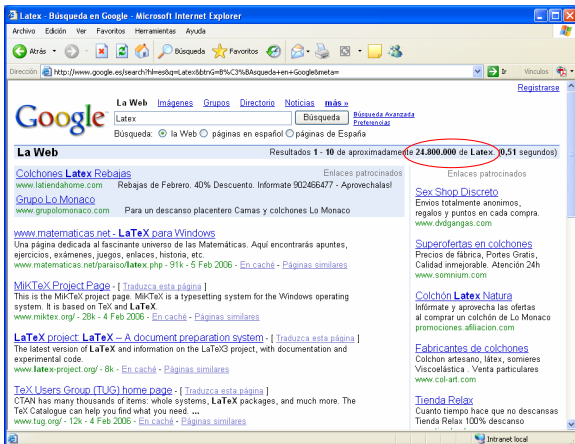 Latex - Búsqueda en Google - Microsoft Internet Explorer
Archivo Edición Ver Favoritos Herramientas Ayuda
Atrás Búsqueda Favoritos
Dirección http://www.google.es/search?hl=es&q=Latex&btnG=B%C3%BAsqueda+en+Google&meta= Ir Vínculos
Registrarse
Google
La Web Imágenes Grupos Directorio Noticias más »
Latex Búsqueda Búsqueda Avanzada
Preferencias
Búsqueda: la Web páginas en español páginas de España
La Web Resultados 1 - 10 de aproximadamente 24.800.000 de Latex. (0,51 segundos)
Colchones Latex Rebajas Enlaces patrocinados
www.latiendahome.com Rebajas de Febrero. 40% Descuento. Informate 902466477 - Aprovechalas!
Grupo Lo Monaco
www.grupolomonaco.com Para un descanso placentero Camas y colchones Lo Monaco
www.matematicas.net - LaTeX para Windows
Una página dedicada al fascinante universo de las Matemáticas. Aquí encontrarás apuntes,
ejercicios, exámenes, juegos, enlaces, historia, etc.
www.matematicas.net/paraiso/latex.php - 91k - 5 Feb 2006 - En caché - Páginas similares
MiKTeX Project Page - [ Traduzca esta página ]
This is the MiKTeX project page. MiKTeX is a typesetting system for the Windows operating
system. It is based on TeX and LaTeX.
www.miktex.org/ - 28k - 4 Feb 2006 - En caché - Páginas similares
LaTeX project: LaTeX – A document preparation system - [ Traduzca esta página ]
The latest version of LaTeX and information on the LaTeX3 project, with documentation and
experimental code.
www.latex-project.org/ - 8k - En caché - Páginas similares
TeX Users Group (TUG) home page - [ Traduzca esta página ]
CTAN has many thousands of items: whole systems, LaTeX packages, and much more. The
TeX Catalogue can help you find what you need. ...
www.tug.org/ - 12k - 4 Feb 2006 - En caché - Páginas similares
Enlaces patrocinados
Sex Shop Discreto
Envios totalmente anonimos,
regalos y puntos en cada compra.
www.dvdgangas.com
Superofertas en colchones
Precios de fábrica, Portes Gratis,
Calidad inmejorable. Atención 24h
www.somnium.com
Colchón Latex Natura
Infórmate y aprovecha las ofertas
al comprar un colchón de Lo Monaco
promociones.afiliacion.com
Fabricantes de colchones
Colchon artesano, látex, somieres
Viscoelástica . Venta particulares
www.col-art.com
Tienda Relax
Cuanto tiempo hace que no descansas
Tienda Relax 100% descanso
Intranet local